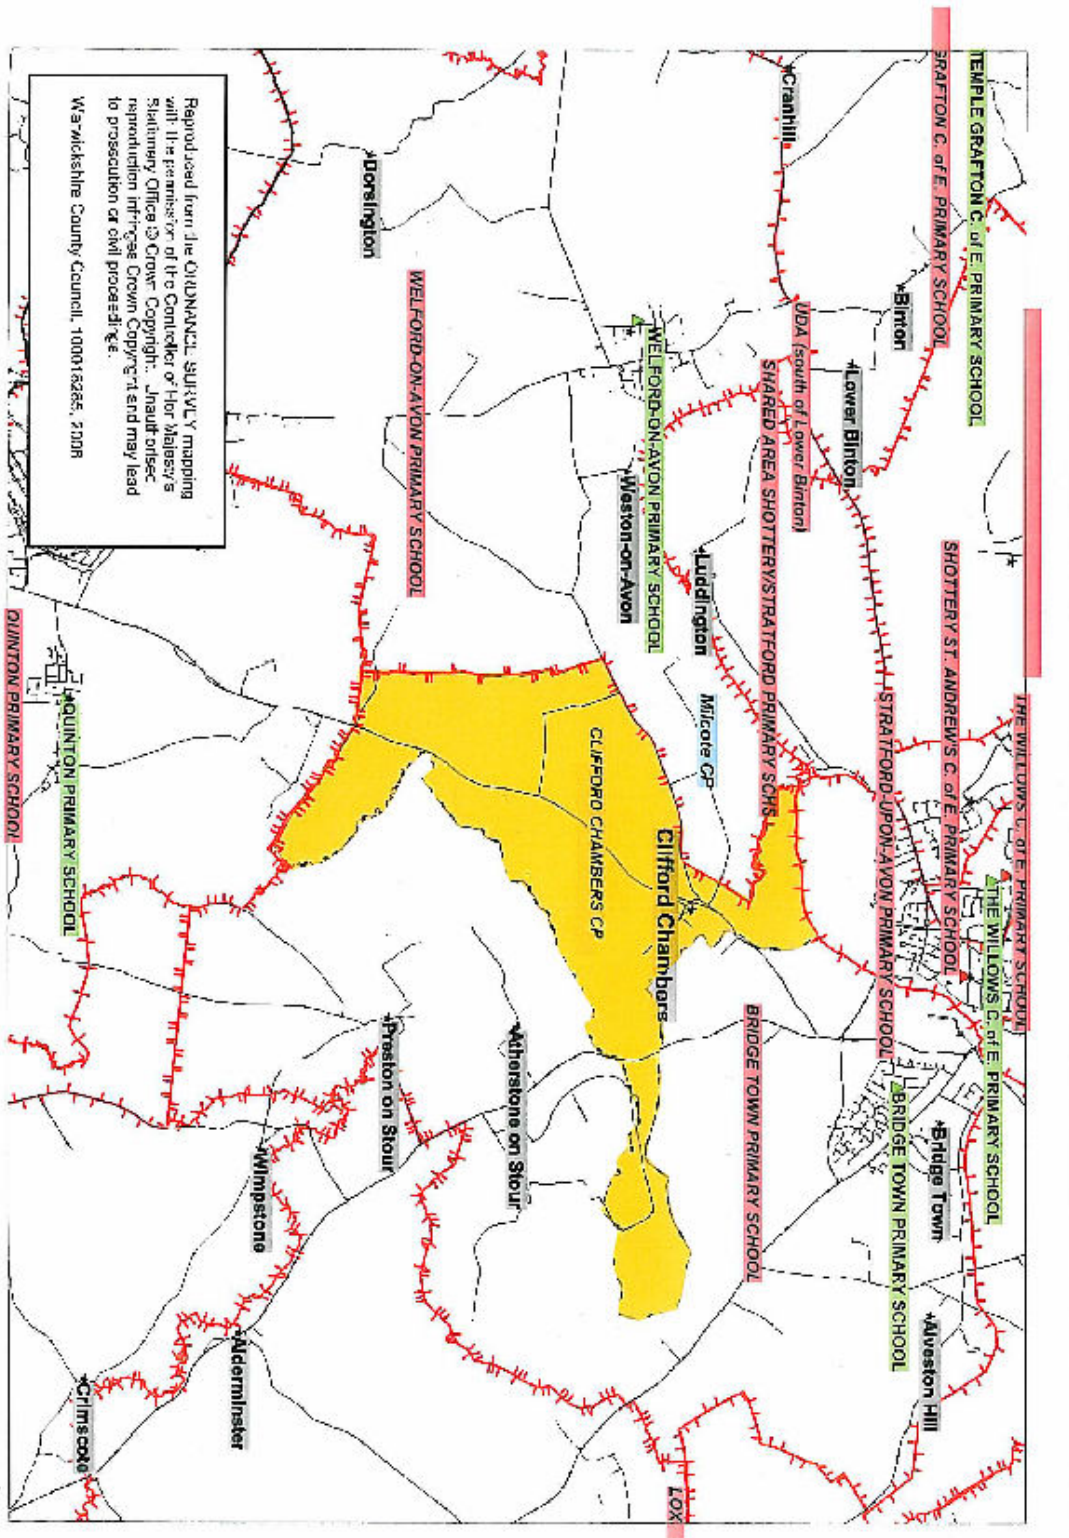 TEMPLE GRAFTON C. of E. PRIMARY SCHOOL
GRAFTON C. of E. PRIMARY SCHOOL
THE WILLOWS C. of E. PRIMARY SCHOOL
THE WILLOWS C. of E. PRIMARY SCHOOL
SHOTTERY ST. ANDREW'S C. of E. PRIMARY SCHOOL
*Bridge Town
*Alveston Hill
*Binton
STRATFORD-UPON-AVON PRIMARY SCHOOL
BRIDGE TOWN PRIMARY SCHOOL
*Lower Binton
UDA (south of Lower Binton)
*Cranhill
SHARED AREA SHOTTERY/STRATFORD PRIMARY SCHS
BRIDGE TOWN PRIMARY SCHOOL
*Luddington
Milcote CP
LOX
Clifford Chambers
WELFORD-ON-AVON PRIMARY SCHOOL
*Weston-on-Avon
CLIFFORD CHAMBERS CP
*Atherstone on Stour
WELFORD-ON-AVON PRIMARY SCHOOL
*Preston on Stour
*Dorsington
*Wimpstone
*Alderminster
*Crimscote
*QUINTON PRIMARY SCHOOL
QUINTON PRIMARY SCHOOL
Reproduced from the ORDNANCE SURVEY mapping
with the permission of the Controller of Her Majesty's
Stationery Office © Crown Copyright. Unauthorised
reproduction infringes Crown Copyright and may lead
to prosecution or civil proceedings.
Warwickshire County Council, 2008